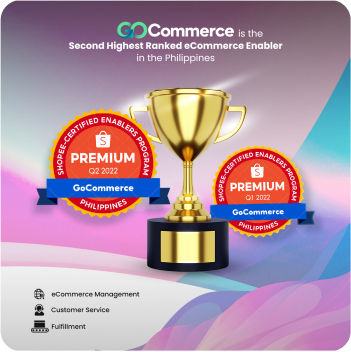 GOCommerce is the
Second Highest Ranked eCommerce Enabler
in the Philippines
SHOPEE-CERTIFIED ENABLERS PROGRAM
PREMIUM
Q2 2022
GoCommerce
PHILIPPINES
SHOPEE-CERTIFIED ENABLERS PROGRAM
PREMIUM
Q1 2022
GoCommerce
PHILIPPINES
eCommerce Management
Customer Service
Fulfillment